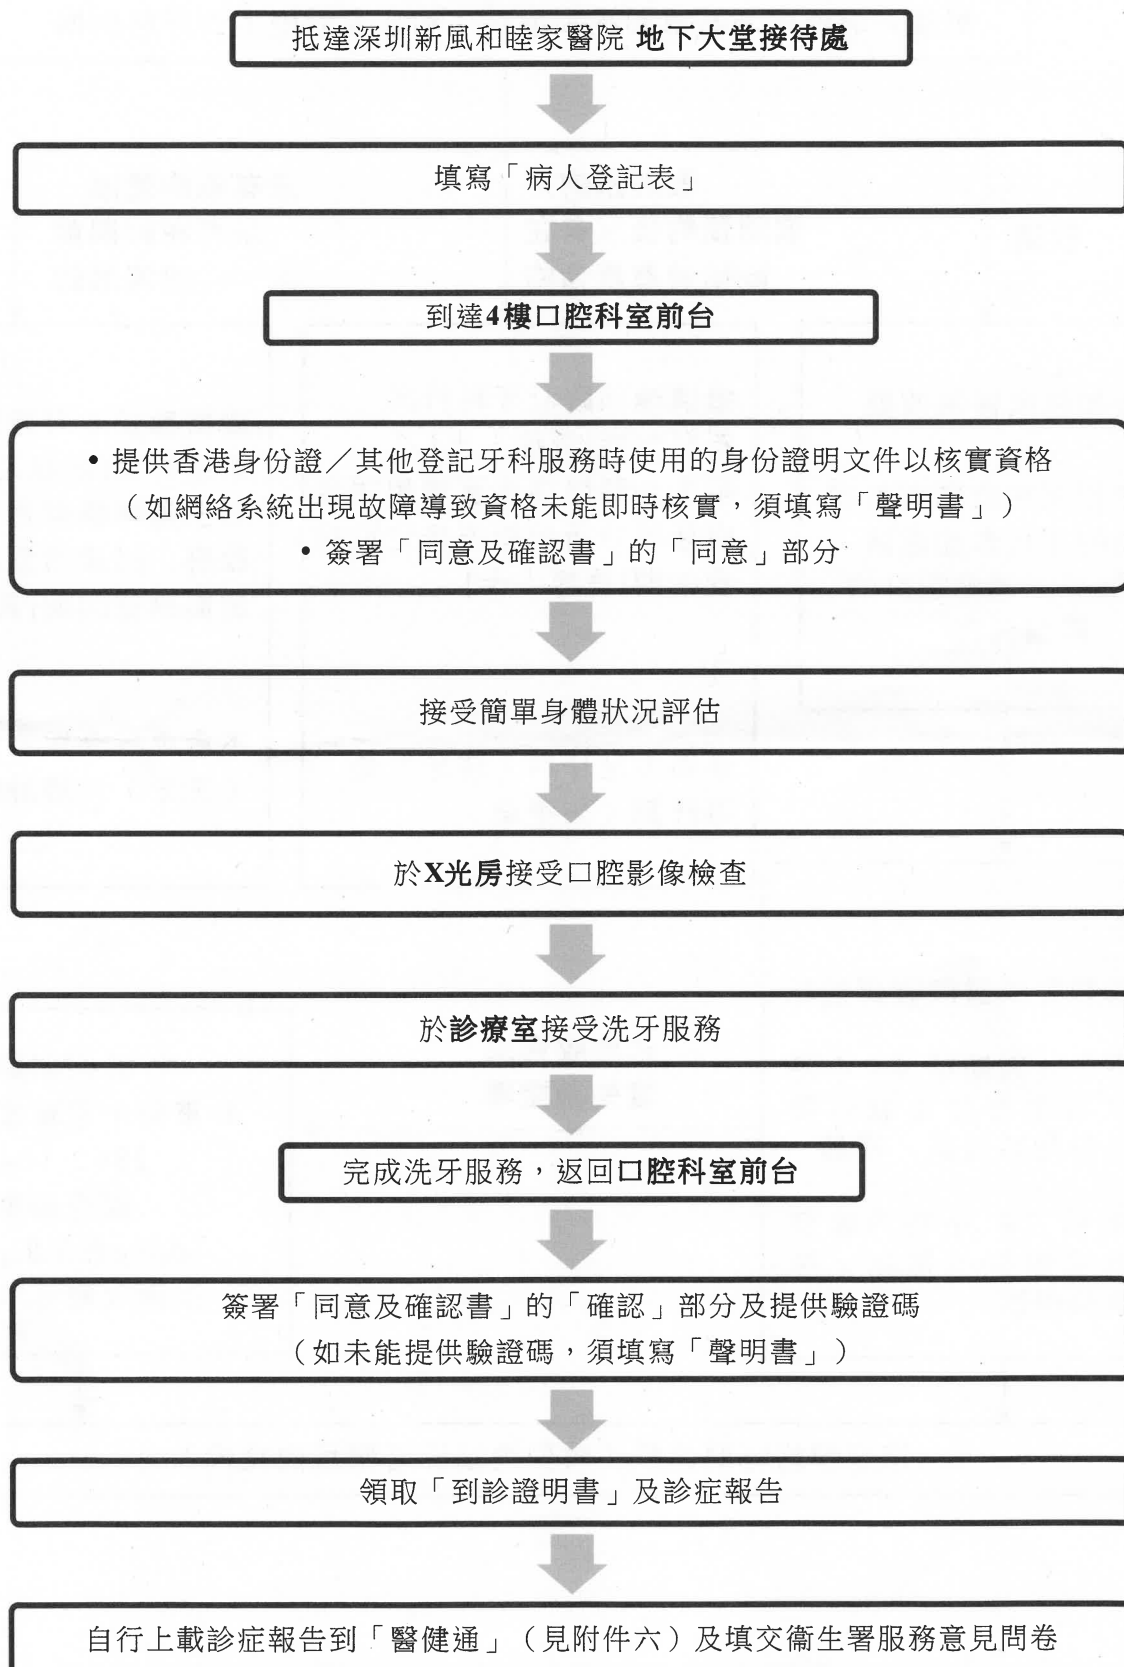 抵達深圳新風和睦家醫院 地下大堂接待處
填寫「病人登記表」
到達4樓口腔科室前台
• 提供香港身份證／其他登記牙科服務時使用的身份證明文件以核實資格
（如網絡系統出現故障導致資格未能即時核實，須填寫「聲明書」）
• 簽署「同意及確認書」的「同意」部分
接受簡單身體狀況評估
於X光房接受口腔影像檢查
於診療室接受洗牙服務
完成洗牙服務，返回口腔科室前台
簽署「同意及確認書」的「確認」部分及提供驗證碼
（如未能提供驗證碼，須填寫「聲明書」）
領取「到診證明書」及診症報告
自行上載診症報告到「醫健通」（見附件六）及填交衞生署服務意見問卷